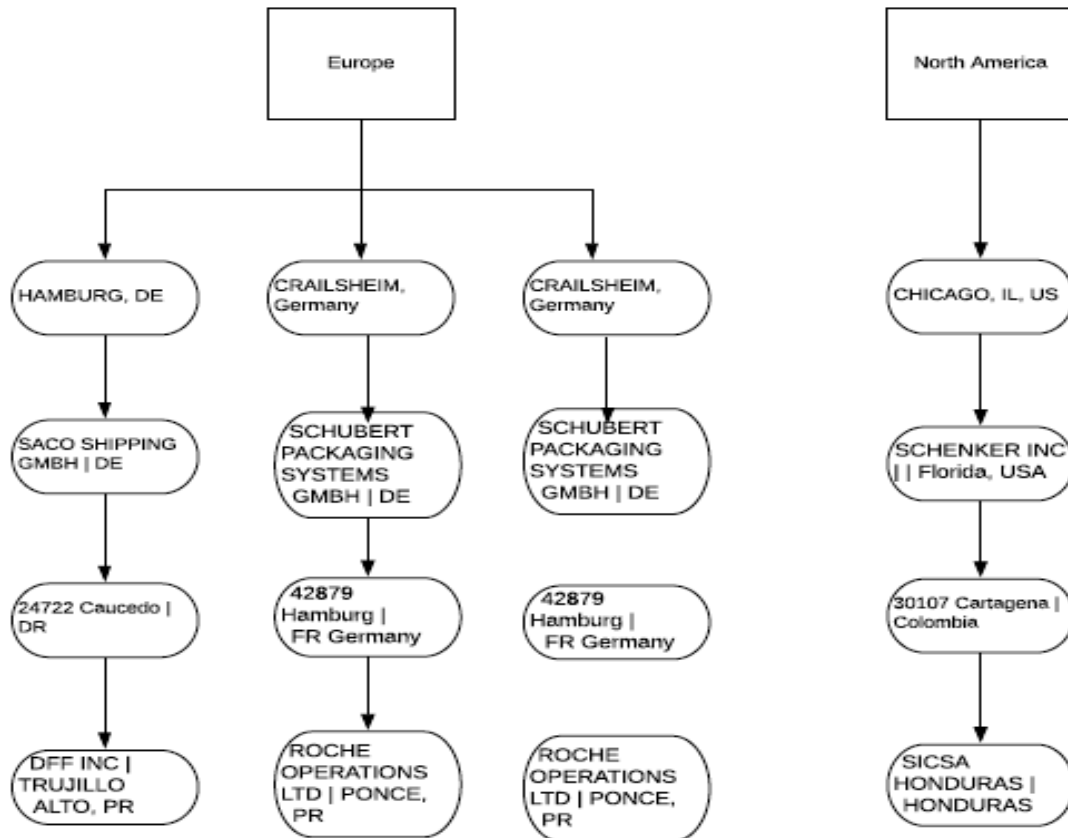 Europe
North America
HAMBURG, DE
CRAILSHEIM,
Germany
CRAILSHEIM,
Germany
CHICAGO, IL, US
SACO SHIPPING
GMBH | DE
SCHUBERT
PACKAGING
SYSTEMS
GMBH | DE
SCHUBERT
PACKAGING
SYSTEMS
GMBH | DE
SCHENKER INC
| | Florida, USA
24722 Caucedo |
DR
42879
Hamburg |
FR Germany
42879
Hamburg |
FR Germany
30107 Cartagena |
Colombia
DFF INC |
TRUJILLO
ALTO, PR
ROCHE
OPERATIONS
LTD | PONCE,
PR
ROCHE
OPERATIONS
LTD | PONCE,
PR
SICSA
HONDURAS |
HONDURAS